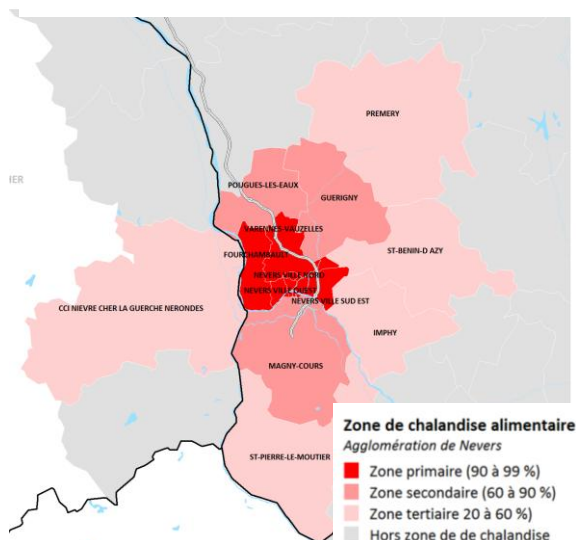 PREMERY
IER
POUGUES-LES-EAUX
GUERIGNY
VARENNES-VAUZELLES
ST-BENIN-D AZY
FOURCHAMBAULT
NEVERS VILLE NORD
NEVERS VILLE OUEST
NEVERS VILLE SUD EST
CCI NIEVRE CHER LA GUERCHE NERONDES
IMPHY
MAGNY-COURS
ST-PIERRE-LE-MOUTIER
Zone de chalandise alimentaire
Agglomération de Nevers
Zone primaire (90 à 99 %)
Zone secondaire (60 à 90 %)
Zone tertiaire 20 à 60 %)
Hors zone de de chalandise